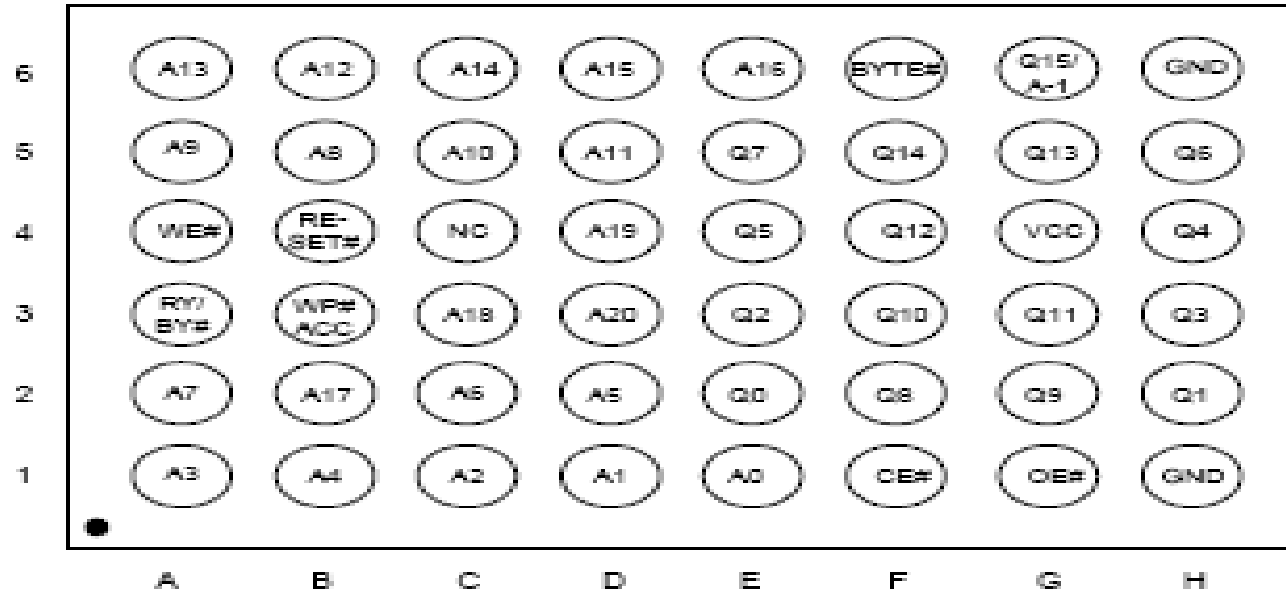 6 A13 A12 A14 A15 A16 BYTE# Q15/ GND
A-1
5 A9 A8 A10 A11 Q7 Q14 Q13 Q6
4 WE# RE- NC A19 Q5 Q12 VCC Q4
SET#
3 RY/ WP# A18 A20 Q2 Q10 Q11 Q3
BY# ACC
2 A7 A17 A6 A5 Q0 Q8 Q9 Q1
1 A3 A4 A2 A1 A0 CE# OE# GND
A B C D E F G H